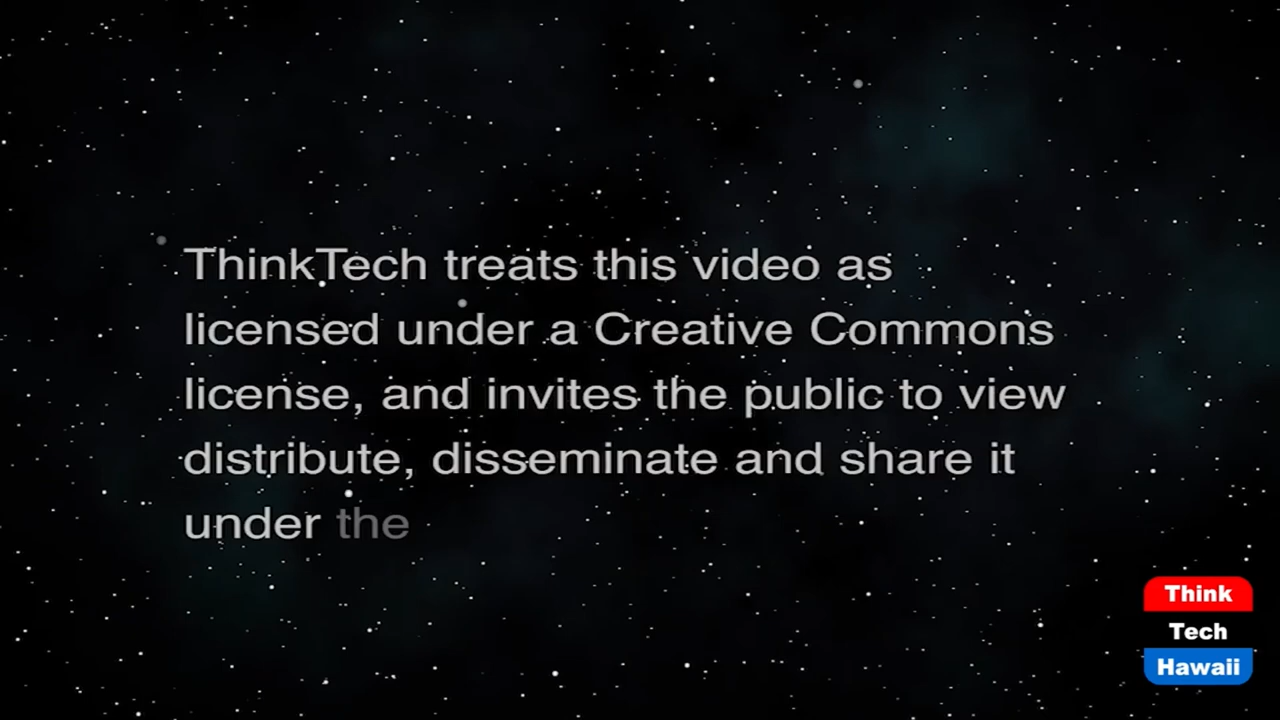 ThinkTech treats this video as
licensed under a Creative Commons
license, and invites the public to view
distribute, disseminate and share it
under the
Think
Tech
Hawaii